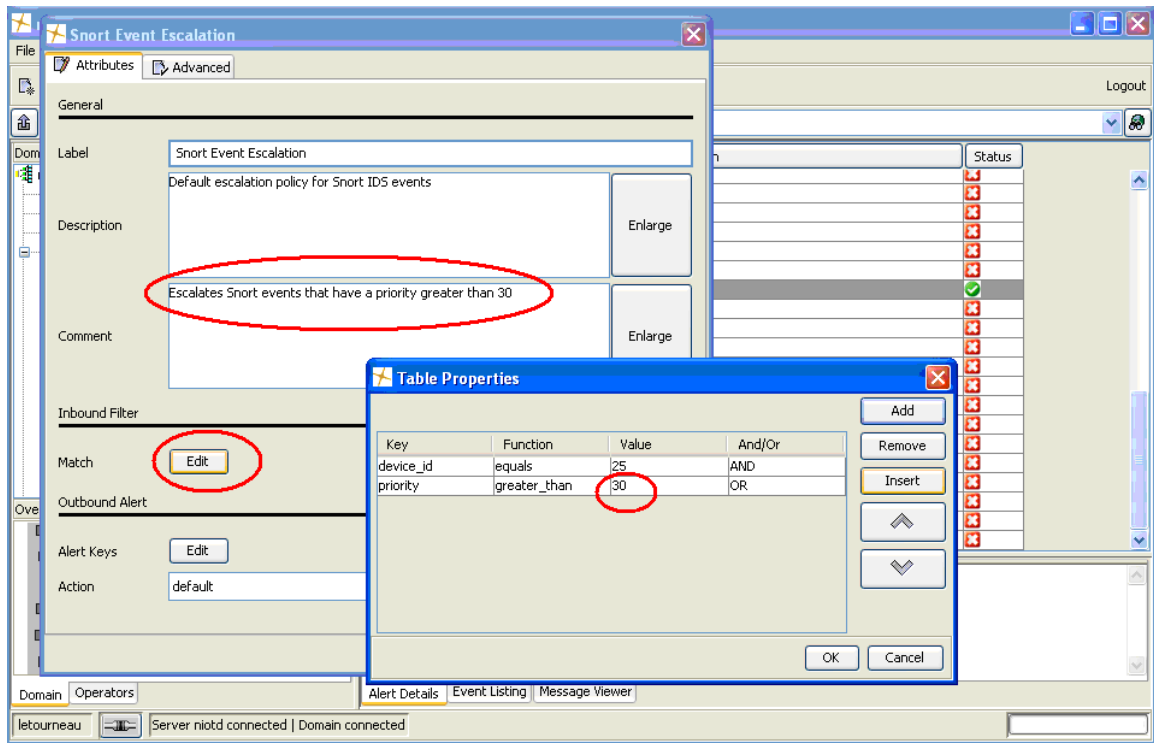 Snort Event Escalation
File
Attributes
Advanced
Logout
General
Label
Snort Event Escalation
Status
Description
Default escalation policy for Snort IDS events
Enlarge
Comment
Escalates Snort events that have a priority greater than 30
Enlarge
Table Properties
Inbound Filter
Add
Key Function Value And/Or
Remove
Match
Edit
device_id equals 25 AND
priority greater_than 30 OR
Insert
Outbound Alert
Alert Keys
Edit
Action
default
OK
Cancel
Domain
Operators
Alert Details
Event Listing
Message Viewer
letourneau
Server niotd connected | Domain connected